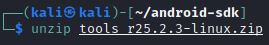 (kali㉿kali)-[~/android-sdk]
unzip tools_r25.2.3-linux.zip